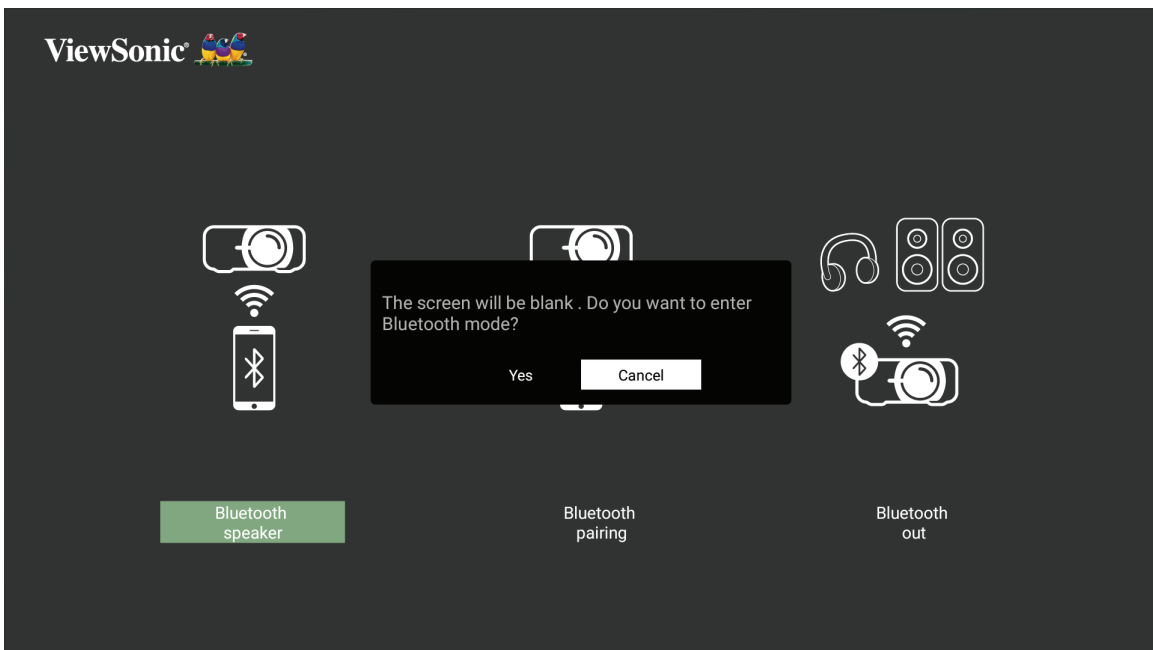 ViewSonic®
The screen will be blank . Do you want to enter
Bluetooth mode?
Yes
Cancel
Bluetooth
speaker
Bluetooth
pairing
Bluetooth
out